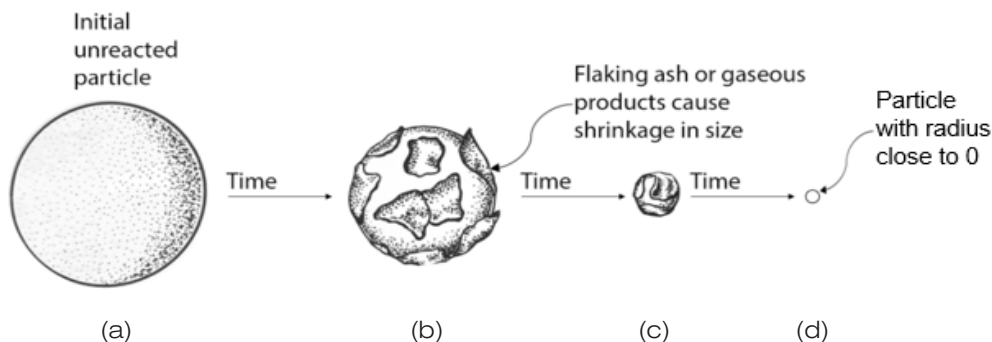 Initial
unreacted
particle
Flaking ash or gaseous
products cause
shrinkage in size
Particle
with radius
close to 0
Time
Time
Time
(a)
(b)
(c)
(d)